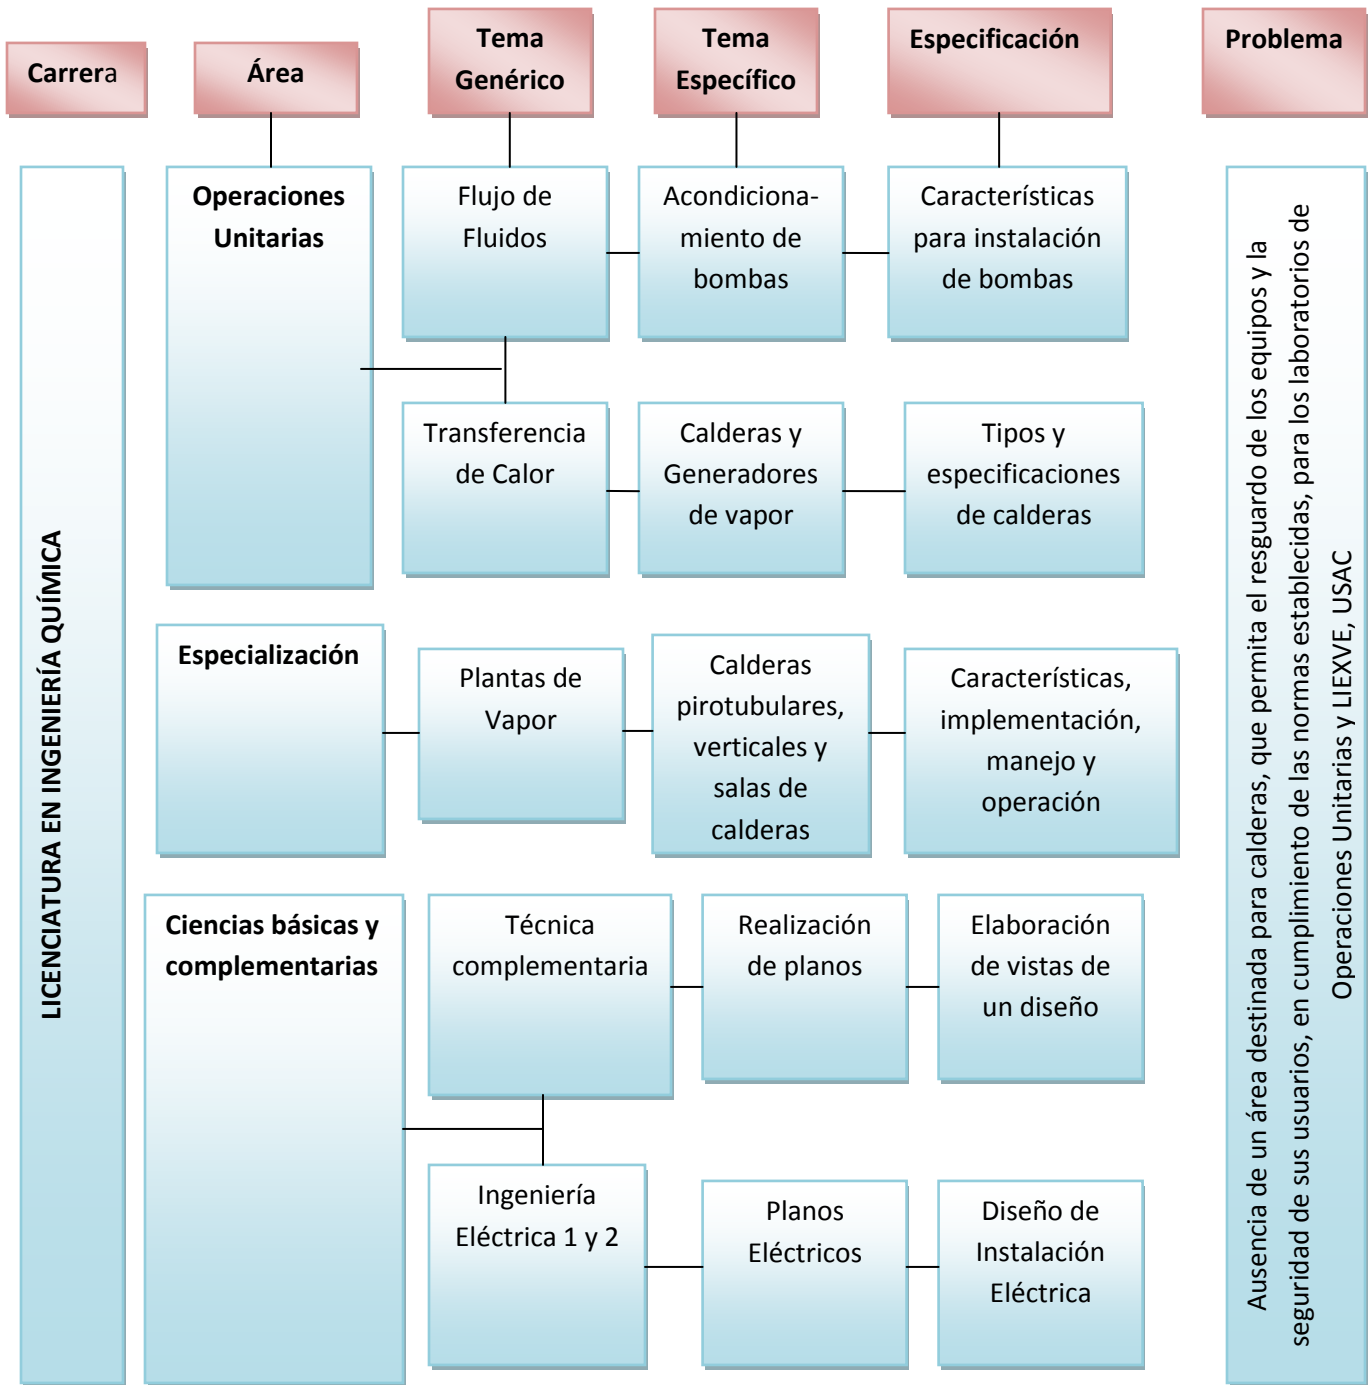 Carrera
Área
Tema
Genérico
Tema
Específico
Especificación
Problema
LICENCIATURA EN INGENIERÍA QUÍMICA
Operaciones
Unitarias
Flujo de
Fluidos
Acondiciona-
miento de
bombas
Características
para instalación
de bombas
Transferencia
de Calor
Calderas y
Generadores
de vapor
Tipos y
especificaciones
de calderas
Especialización
Plantas de
Vapor
Calderas
pirotubulares,
verticales y
salas de
calderas
Características,
implementación,
manejo y
operación
Ciencias básicas y
complementarias
Técnica
complementaria
Realización
de planos
Elaboración
de vistas de
un diseño
Ingeniería
Eléctrica 1 y 2
Planos
Eléctricos
Diseño de
Instalación
Eléctrica
Ausencia de un área destinada para calderas, que permita el resguardo de los equipos y la
seguridad de sus usuarios, en cumplimiento de las normas establecidas, para los laboratorios de
Operaciones Unitarias y LIEXVE, USAC